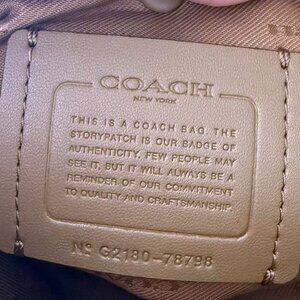 COACH
NEW YORK
THIS IS A COACH BAG. THE
STORYPATCH IS OUR BADGE OF
AUTHENTICITY. FEW PEOPLE MAY
SEE IT, BUT IT WILL ALWAYS BE A
REMINDER OF OUR COMMITMENT
TO QUALITY AND CRAFTSMANSHIP.
Nº G2180-78798